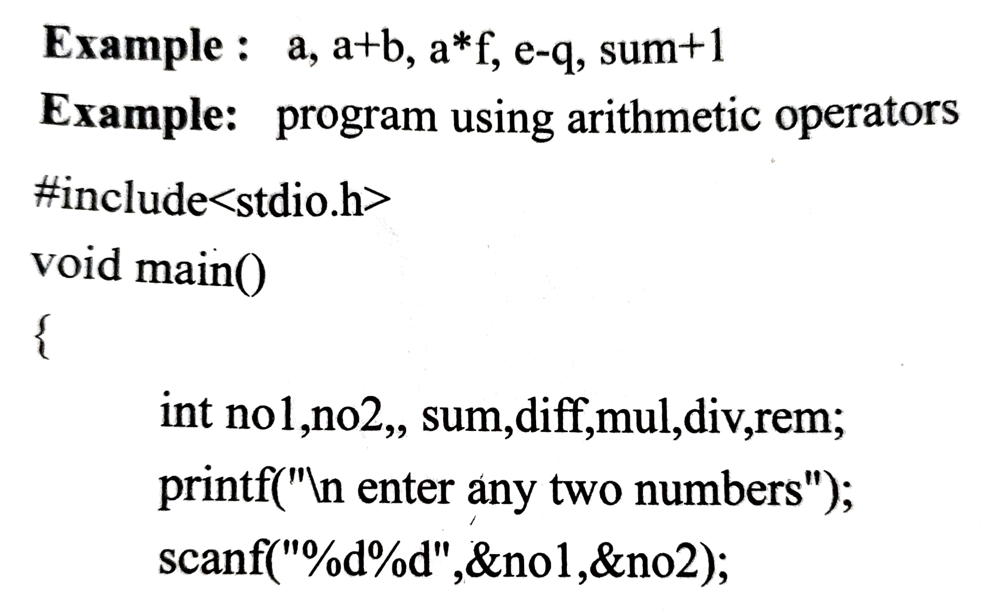 Example : a, a+b, a*f, e-q, sum+1
Example: program using arithmetic operators
#include<stdio.h>
void main()
{
int no1,no2,, sum,diff,mul,div,rem;
printf("\n enter any two numbers");
scanf("%d%d",&no1,&no2);